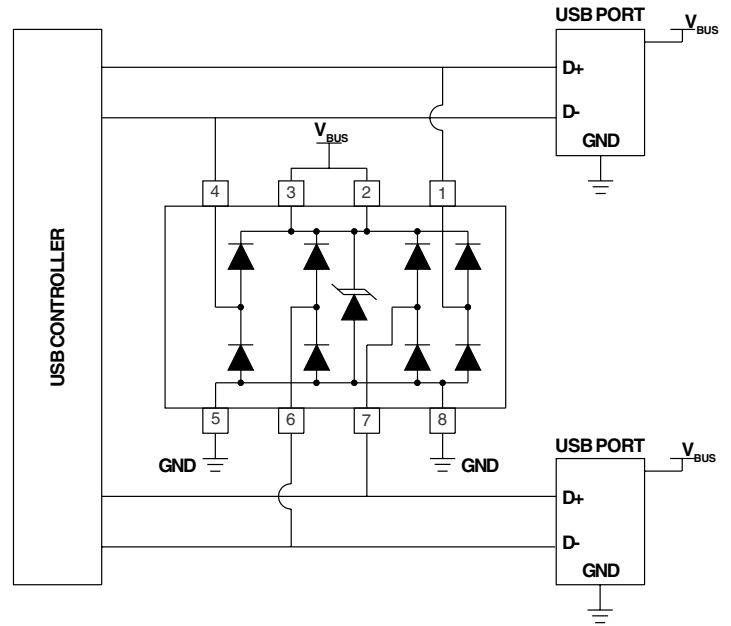 USB PORT
VBUS
D+
D-
GND
VBUS
4
3
2
1
USB CONTROLLER
5
6
7
8
GND
GND
USB PORT
VBUS
D+
D-
GND